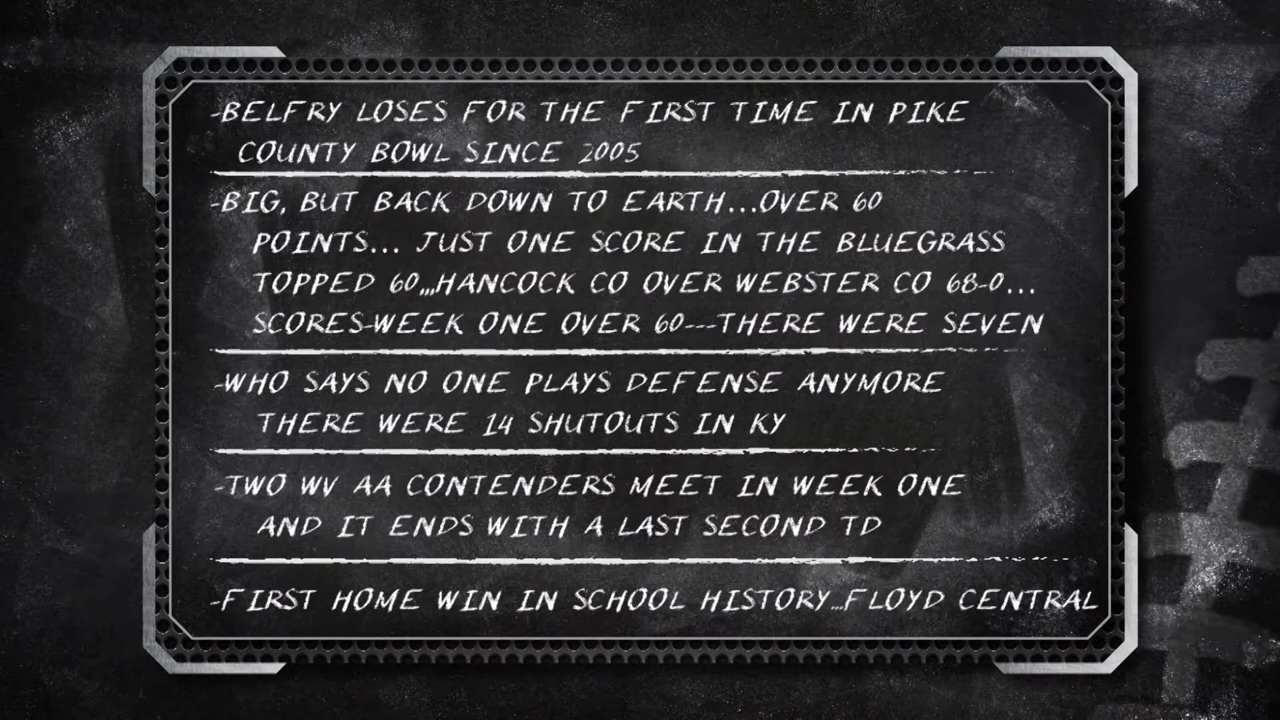 -BELFRY LOSES FOR THE FIRST TIME IN PIKE
COUNTY BOWL SINCE 2005
-BIG, BUT BACK DOWN TO EARTH...OVER 60
POINTS... JUST ONE SCORE IN THE BLUEGRASS
TOPPED 60,,,HANCOCK CO OVER WEBSTER CO 68-0...
SCORES-WEEK ONE OVER 60---THERE WERE SEVEN
-WHO SAYS NO ONE PLAYS DEFENSE ANYMORE
THERE WERE 14 SHUTOUTS IN KY
-TWO WV AA CONTENDERS MEET IN WEEK ONE
AND IT ENDS WITH A LAST SECOND TD
-FIRST HOME WIN IN SCHOOL HISTORY...FLOYD CENTRAL